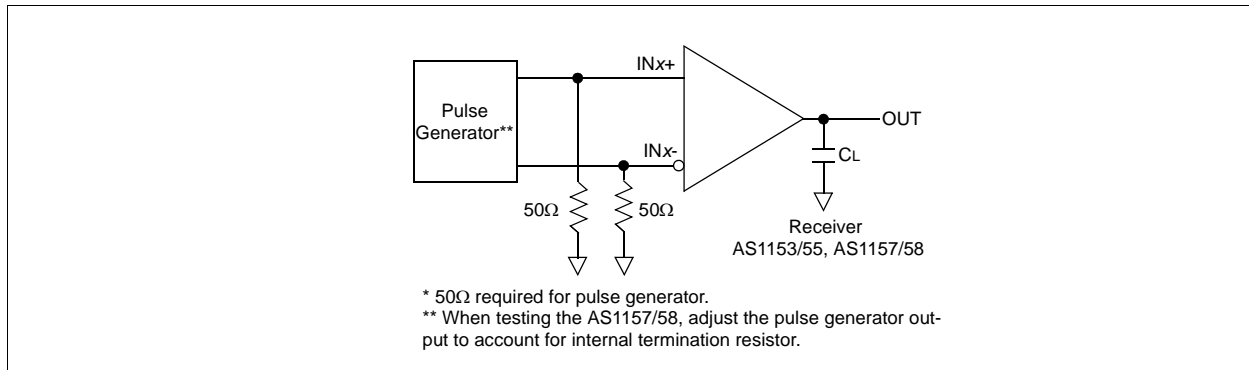 INx+
Pulse
Generator**
OUT
INx-
CL
50Ω
50Ω
Receiver
AS1153/55, AS1157/58
* 50Ω required for pulse generator.
** When testing the AS1157/58, adjust the pulse generator out-
put to account for internal termination resistor.